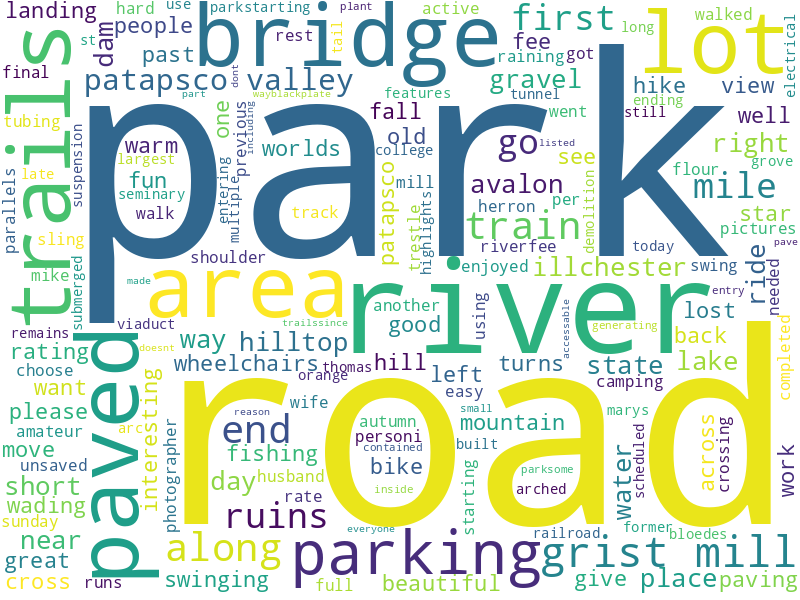 landing
hard
use
parkstarting
plant
active
long
walked
people
bridge
first
lot
electrical
dam
st
rest
tail
fee
past
raining
got
final
trails
patapsco valley
dont
gravel
hike
view
part
wayblackplate
features
tunnel
ending
tubing
suspension
one
previous
including
park
fall
went
still
well
warm
old
go
listed
right
largest
worlds
college
see
grove
parallels
fun
entering
multiple
patapsco
mill
avalon
flour
mile
late
seminary
highlights
herron
per
demolition
star
walk
track
trestle
train
pictures
sling
riverfee
today
pave
shoulder
enjoyed
illchester
swing
ride
needed
mike
submerged
made
area
river
entry
remains
viaduct
trailssince
another
using
accessable
generating
lost
way
hilltop
good
back
rating
doesnt
choose
wheelchairs
thomas
hill
left
turns
state
lake
completed
want
paved
interesting
orange
easy
camping
please
arc
reason
road
wife
autumn
small
mountain
marys
amateur
end
personi
built
across
crossing
move
unsaved
photographer
fishing
contained
bike
parksome
water
scheduled
work
short
day
husband
inside
starting
wading
rate
arched
sunday
ruins
everyone
railroad
former
bloedes
near
along
parking
grist mill
great
cross
runs
swinging
full
beautiful
give
place
paving